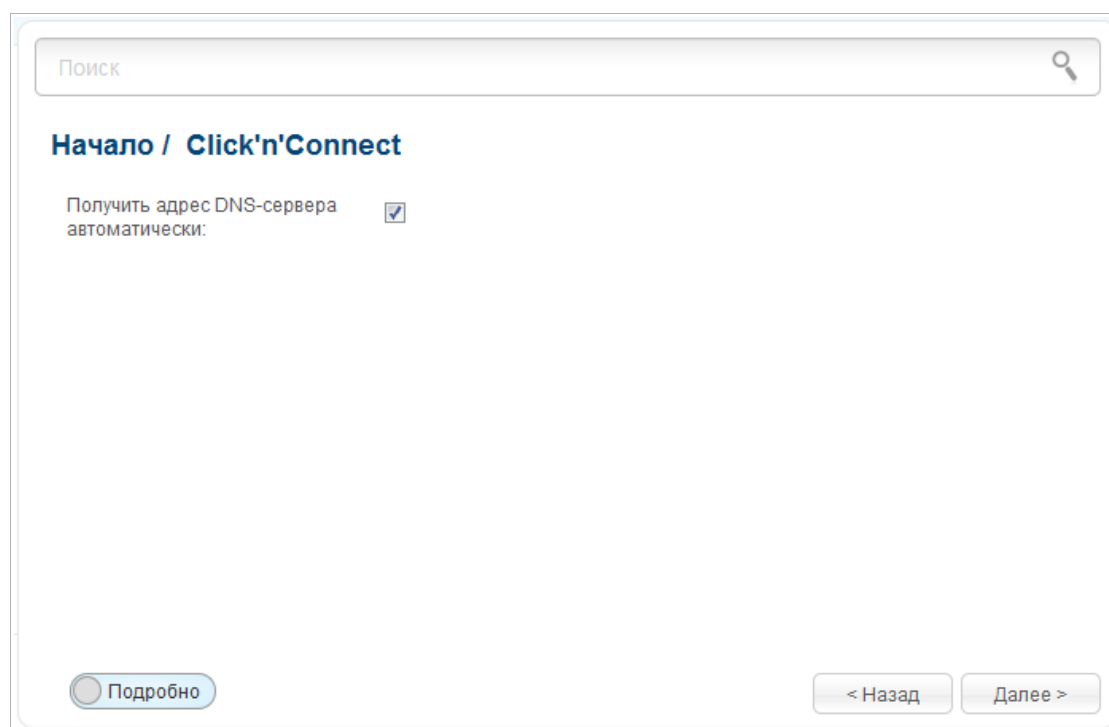 Поиск
Начало / Click'n'Connect
Получить адрес DNS-сервера
автоматически:
Подробно
< Назад
Далее >